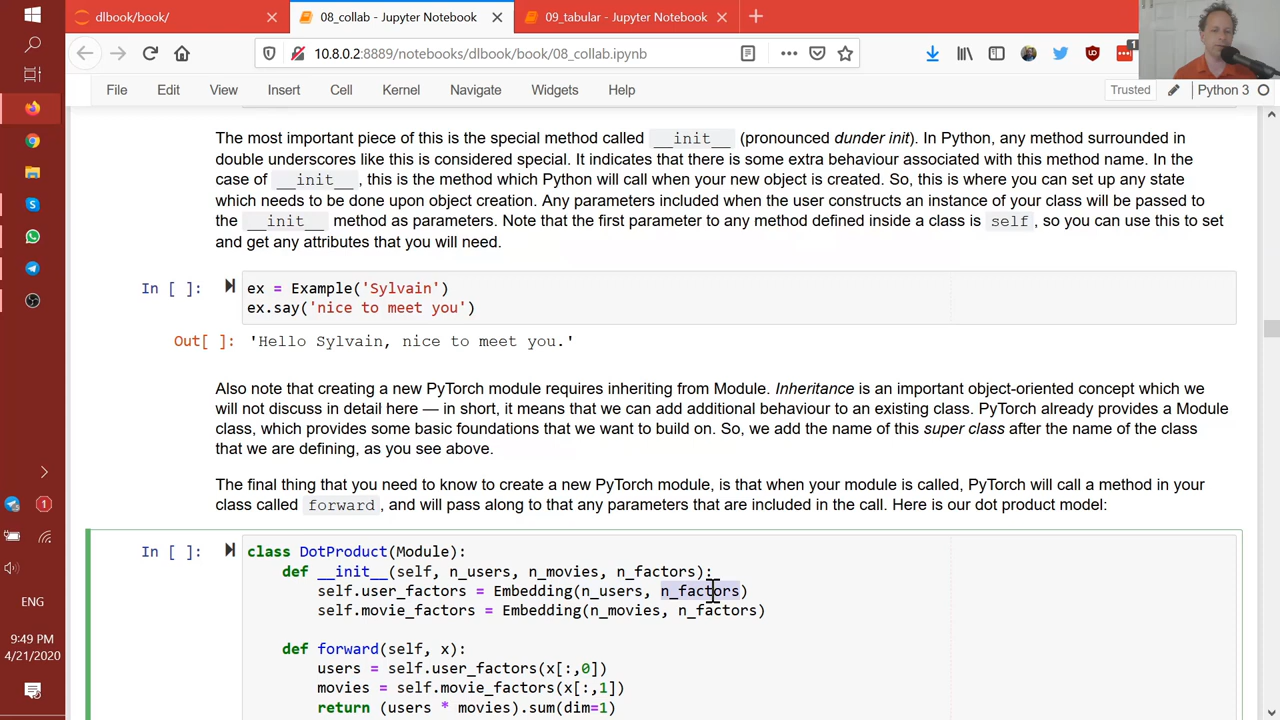 dlbook/book/
08_collab - Jupyter Notebook
09_tabular - Jupyter Notebook
10.8.0.2:8889/notebooks/dlbook/book/08_collab.ipynb
1
File Edit View Insert Cell Kernel Navigate Widgets Help
Trusted
Python 3
The most important piece of this is the special method called __init__ (pronounced dunder init). In Python, any method surrounded in
double underscores like this is considered special. It indicates that there is some extra behaviour associated with this method name. In the
case of __init__, this is the method which Python will call when your new object is created. So, this is where you can set up any state
which needs to be done upon object creation. Any parameters included when the user constructs an instance of your class will be passed to
the __init__ method as parameters. Note that the first parameter to any method defined inside a class is self, so you can use this to set
and get any attributes that you will need.
In [ ]:
ex = Example('Sylvain')
ex.say('nice to meet you')
Out[ ]: 'Hello Sylvain, nice to meet you.'
Also note that creating a new PyTorch module requires inheriting from Module. Inheritance is an important object-oriented concept which we
will not discuss in detail here — in short, it means that we can add additional behaviour to an existing class. PyTorch already provides a Module
class, which provides some basic foundations that we want to build on. So, we add the name of this super class after the name of the class
that we are defining, as you see above.
The final thing that you need to know to create a new PyTorch module, is that when your module is called, PyTorch will call a method in your
class called forward, and will pass along to that any parameters that are included in the call. Here is our dot product model:
In [ ]:
class DotProduct(Module):
def __init__(self, n_users, n_movies, n_factors):
self.user_factors = Embedding(n_users, n_factors)
self.movie_factors = Embedding(n_movies, n_factors)
def forward(self, x):
users = self.user_factors(x[:,0])
movies = self.movie_factors(x[:,1])
return (users * movies).sum(dim=1)
1
ENG
9:49 PM
4/21/2020